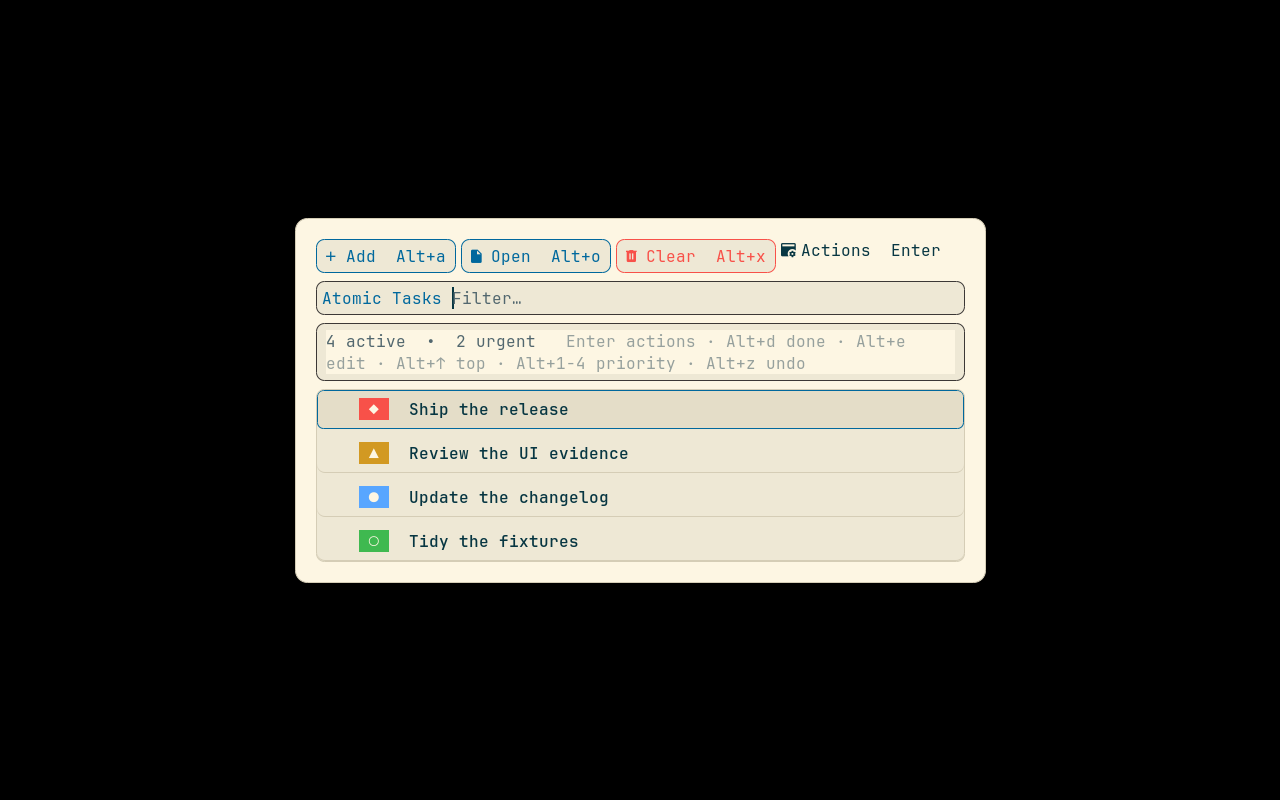 + Add  Alt+a  Open  Alt+o  Clear  Alt+x  Actions  Enter
Atomic Tasks Filter…
4 active  •  2 urgent   Enter actions · Alt+d done · Alt+e
edit · Alt+↑ top · Alt+1-4 priority · Alt+z undo
Ship the release
Review the UI evidence
Update the changelog
Tidy the fixtures